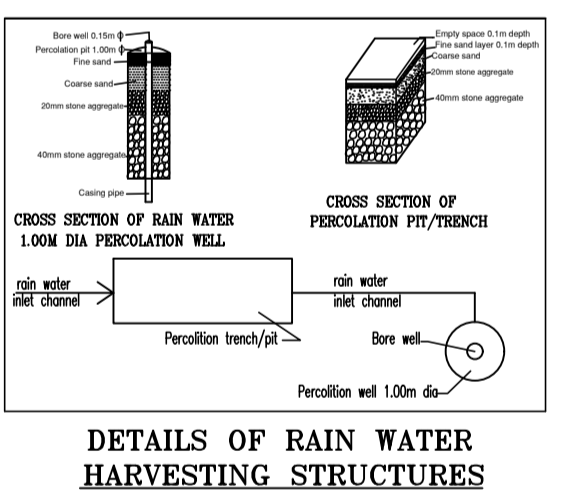 Bore well 0.15m ϕ
Percolation pit 1.00m ϕ
Fine sand
Coarse sand
20mm stone aggregate
40mm stone aggregate
Casing pipe
CROSS SECTION OF RAIN WATER
1.00M DIA PERCOLATION WELL
Empty space 0.1m depth
Fine sand layer 0.1m depth
Coarse sand
20mm stone aggregate
40mm stone aggregate
CROSS SECTION OF
PERCOLATION PIT/TRENCH
rain water
inlet channel
Percolition trench/pit
rain water
inlet channel
Bore well
Percolition well 1.00m dia
DETAILS OF RAIN WATER
HARVESTING STRUCTURES